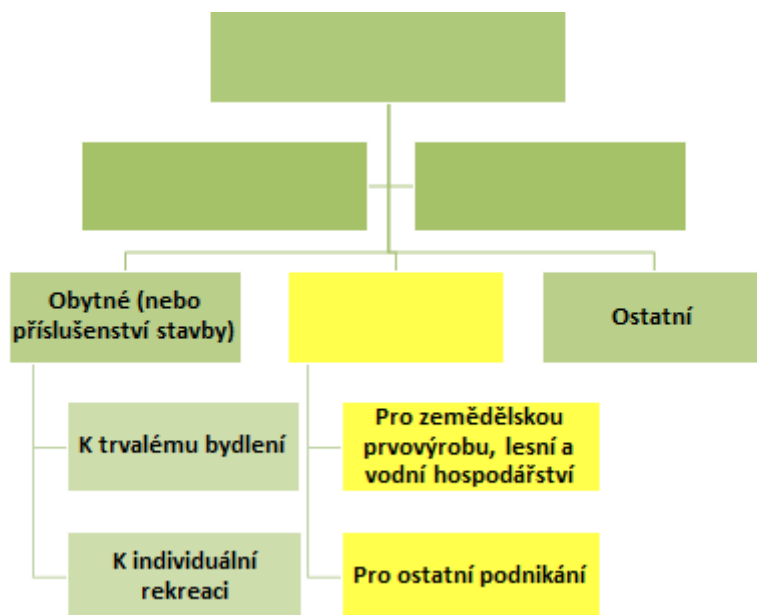 Obytné (nebo
příslušenství stavby)
Ostatní
K trvalému bydlení
Pro zemědělskou
prvovýrobu, lesní a
vodní hospodářství
K individuální
rekreaci
Pro ostatní podnikání